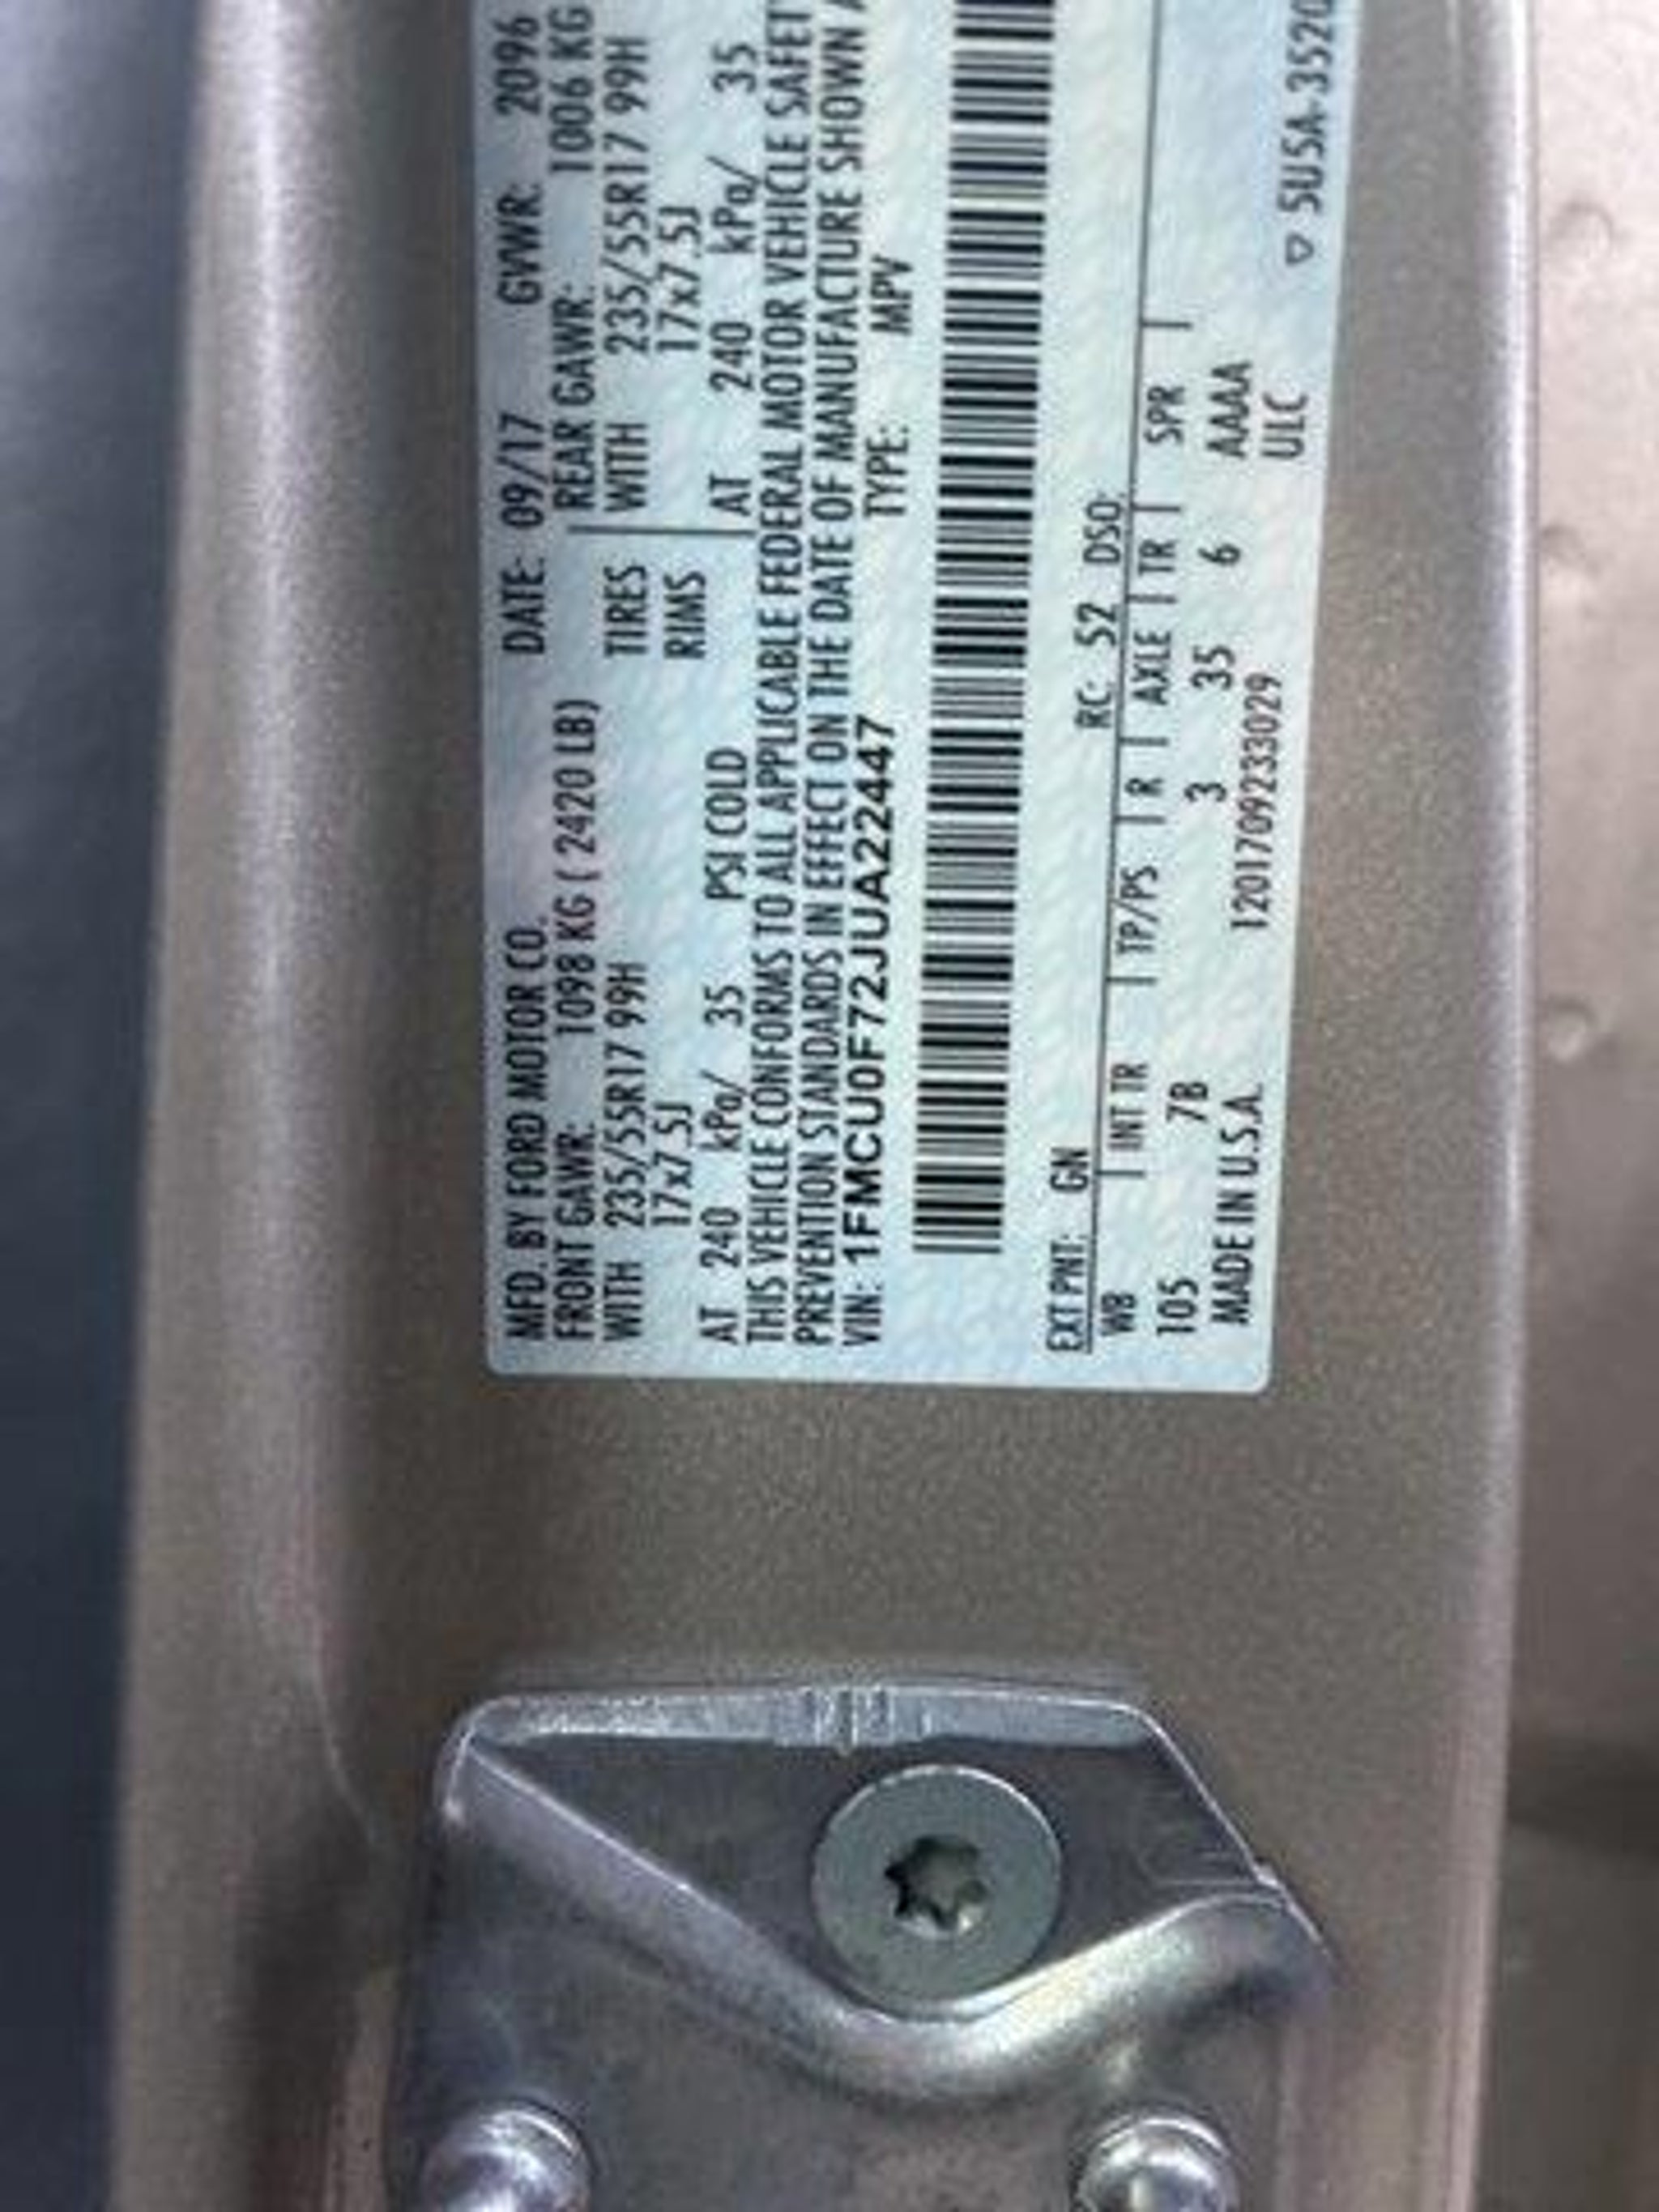 MFD. BY FORD MOTOR CO. DATE: 09/17 GVWR: 2096
FRONT GAWR: 1098 KG ( 2420 LB) REAR GAWR: 1006 KG
WITH 235/55R17 99H TIRES WITH 235/55R17 99H
17x7.5J RIMS 17x7.5J
AT 240 kPa/ 35 PSI COLD AT 240 kPa/ 35
THIS VEHICLE CONFORMS TO ALL APPLICABLE FEDERAL MOTOR VEHICLE SAFETY
PREVENTION STANDARDS IN EFFECT ON THE DATE OF MANUFACTURE SHOWN A
VIN: 1FMCU0F72JUA22447 TYPE: MPV
EXT PNT: GN RC: 52 DSO:
WB | INT TR | TP/PS | R | AXLE | TR | SPR |
105 7B 3 35 6 AAAA
MADE IN U.S.A. 1201709233029 ULC
▽ 5U5A-3520